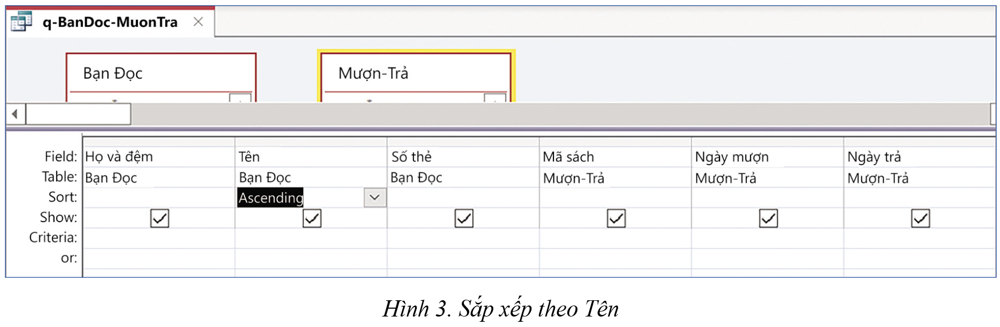 q-BanDoc-MuonTra
Bạn Đọc Mượn-Trả
Field: Họ và đệm Tên Số thẻ Mã sách Ngày mượn Ngày trả
Table: Bạn Đọc Bạn Đọc Bạn Đọc Mượn-Trả Mượn-Trả Mượn-Trả
Sort: Ascending
Show:
Criteria:
or:
Hình 3. Sắp xếp theo Tên